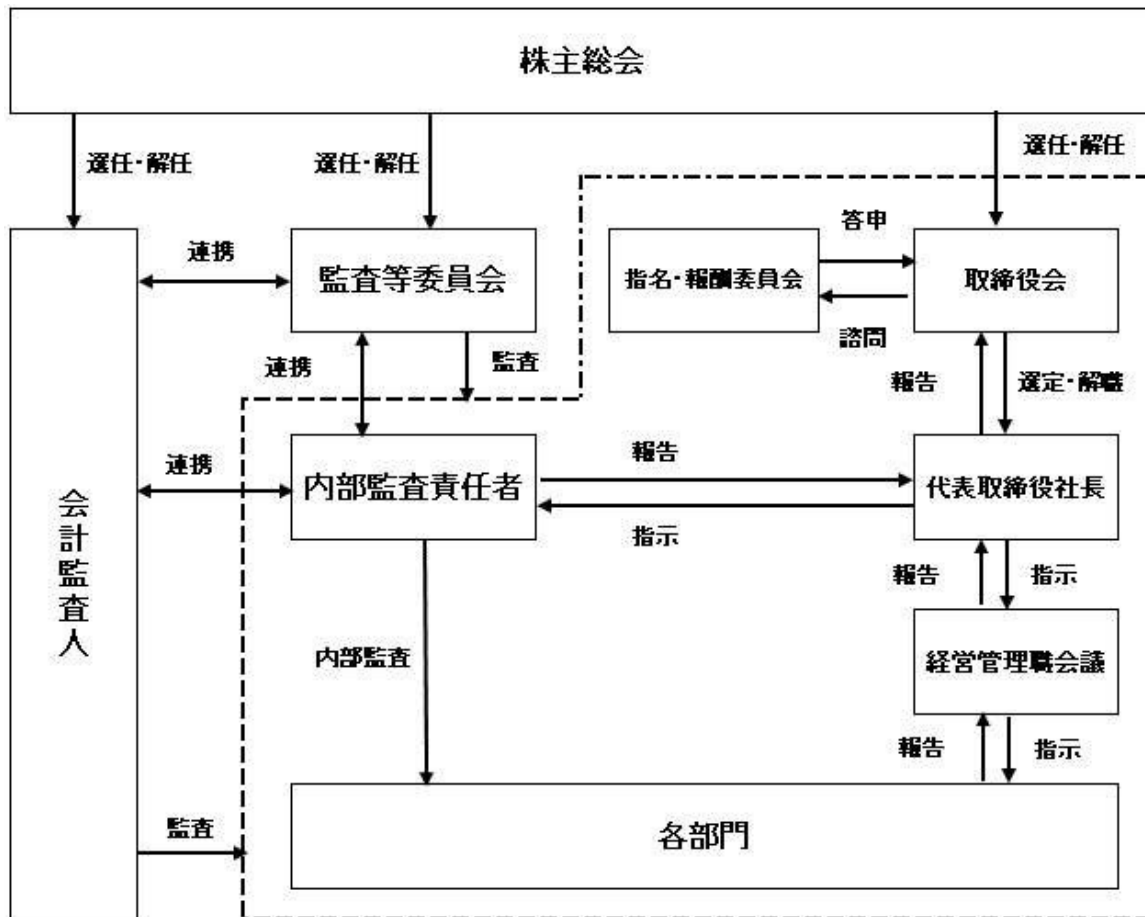 株主総会
選任・解任
選任・解任
選任・解任
連携
監査等委員会
指名・報酬委員会
答申
諮問
取締役会
連携
監査
報告
選定・解職
連携
内部監査責任者
報告
指示
代表取締役社長
会計監査人
報告
指示
内部監査
経営管理職会議
報告
指示
監査
各部門